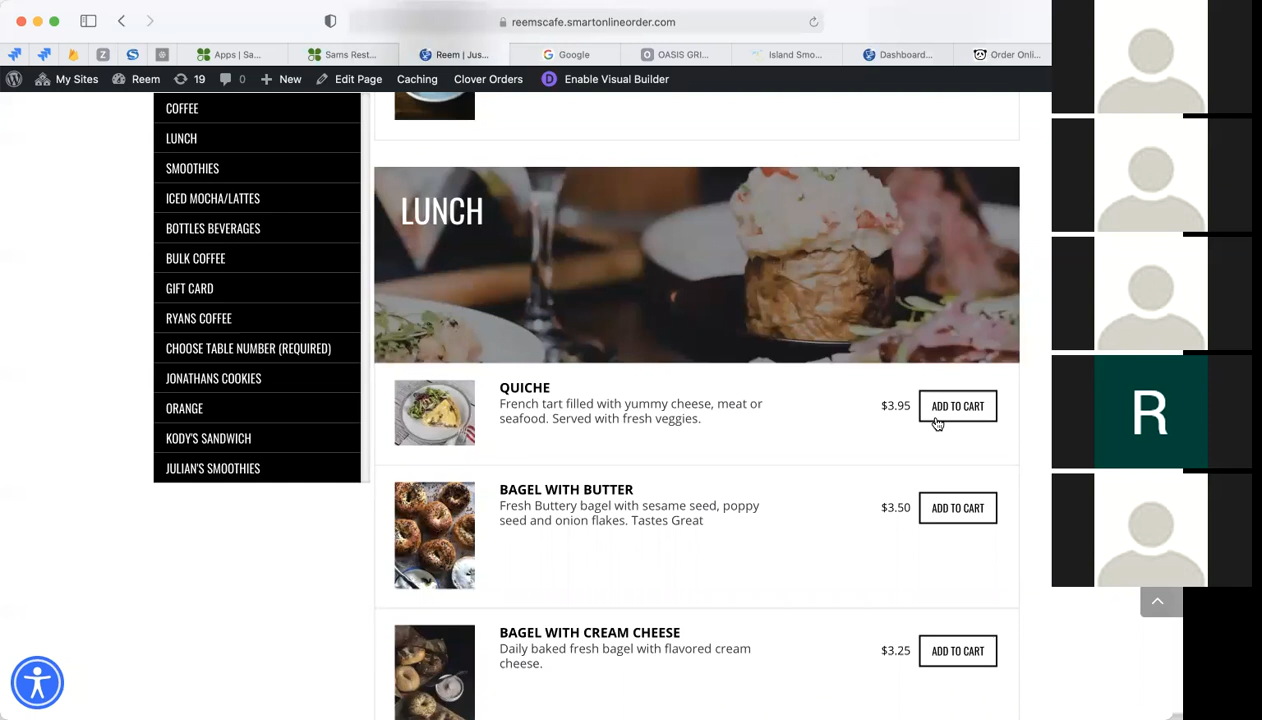 reemscafe.smartonlineorder.com
Apps | Sa...
Sams Rest...
Reem | Jus...
Google
OASIS GRI...
Island Smo...
Dashboard...
Order Onli...
My Sites
Reem
19
0
New
Edit Page
Caching
Clover Orders
D
Enable Visual Builder
COFFEE
LUNCH
SMOOTHIES
ICED MOCHA/LATTES
BOTTLES BEVERAGES
BULK COFFEE
GIFT CARD
RYANS COFFEE
CHOOSE TABLE NUMBER (REQUIRED)
JONATHANS COOKIES
ORANGE
KODY'S SANDWICH
JULIAN'S SMOOTHIES
LUNCH
QUICHE
French tart filled with yummy cheese, meat or
seafood. Served with fresh veggies.
$3.95
ADD TO CART
BAGEL WITH BUTTER
Fresh Buttery bagel with sesame seed, poppy
seed and onion flakes. Tastes Great
$3.50
ADD TO CART
BAGEL WITH CREAM CHEESE
Daily baked fresh bagel with flavored cream
cheese.
$3.25
ADD TO CART
R